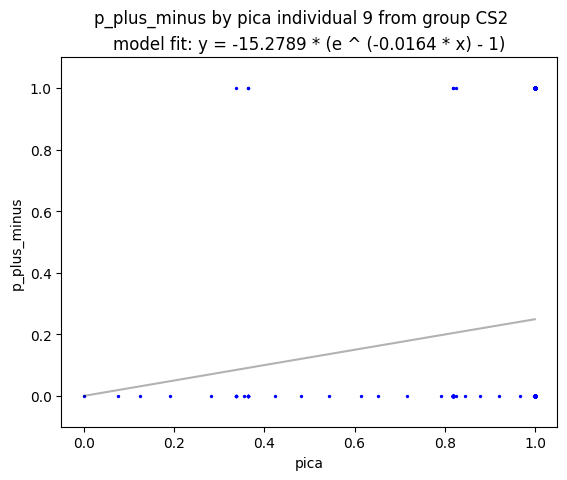 p_plus_minus by pica individual 9 from group CS2
model fit: y = -15.2789 * (e ^ (-0.0164 * x) - 1)
1.0
0.8
0.6
0.4
0.2
0.0
p_plus_minus
0.0 0.2 0.4 0.6 0.8 1.0
pica